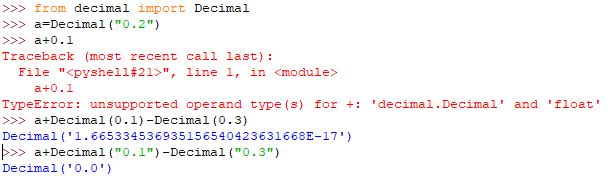 >>> from decimal import Decimal
>>> a=Decimal("0.2")
>>> a+0.1
Traceback (most recent call last):
  File "<pyshell#21>", line 1, in <module>
    a+0.1
TypeError: unsupported operand type(s) for +: 'decimal.Decimal' and 'float'
>>> a+Decimal(0.1)-Decimal(0.3)
Decimal('1.665334536935156540423631668E-17')
>>> a+Decimal("0.1")-Decimal("0.3")
Decimal('0.0')